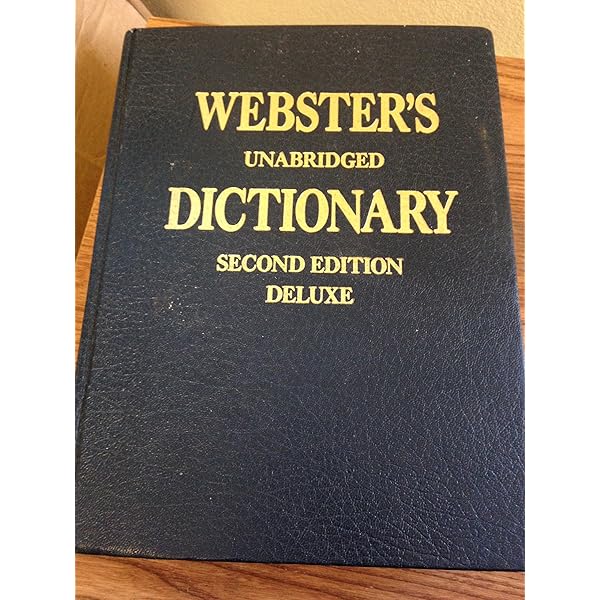 WEBSTER'S
UNABRIDGED
DICTIONARY
SECOND EDITION
DELUXE